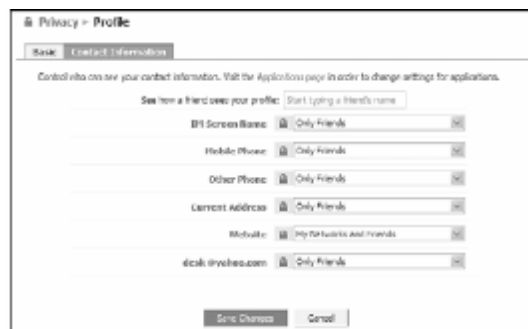 Privacy ▸ Profile
Basic Contact Information
Control who can see your contact information. Visit the Applications page in order to change settings for applications.
See how a friend sees your profile: Start typing a friend's name
IM Screen Name Only Friends
Mobile Phone Only Friends
Other Phone Only Friends
Current Address Only Friends
Website My Networks and Friends
@yahoo.com Only Friends
Save Changes Cancel